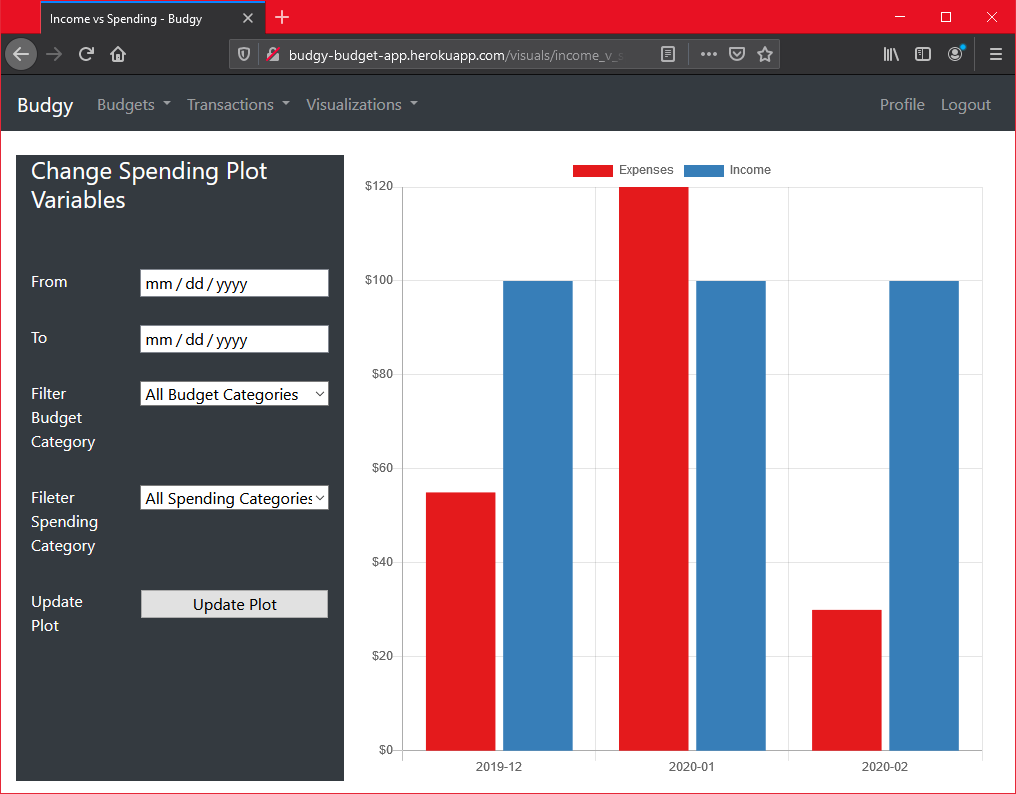 Income vs Spending - Budgy
budgy-budget-app.herokuapp.com/visuals/income_v_s
Budgy Budgets Transactions Visualizations Profile Logout
Change Spending Plot
Variables
From mm / dd / yyyy
To mm / dd / yyyy
Filter
Budget
Category
All Budget Categories
Fileter
Spending
Category
All Spending Categories
Update
Plot
Update Plot
Expenses Income
$120
$100
$80
$60
$40
$20
$0
2019-12 2020-01 2020-02